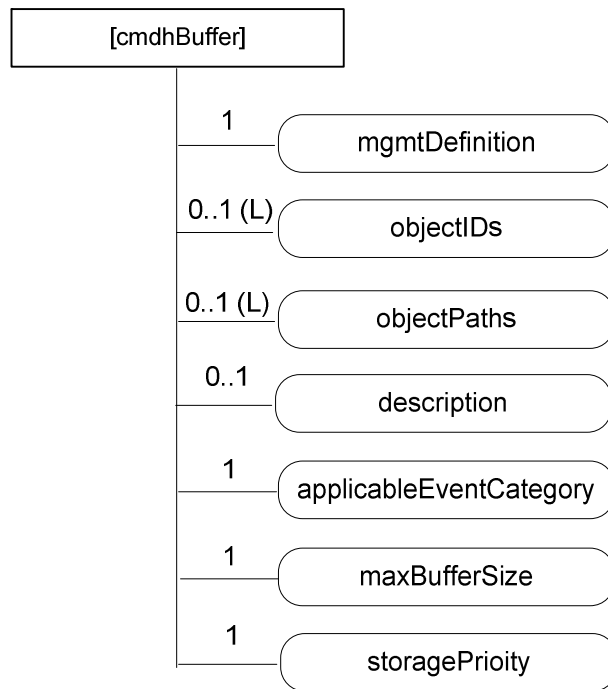 [cmdhBuffer]
1
mgmtDefinition
0..1 (L)
objectIDs
0..1 (L)
objectPaths
0..1
description
1
applicableEventCategory
1
maxBufferSize
1
storagePrioity